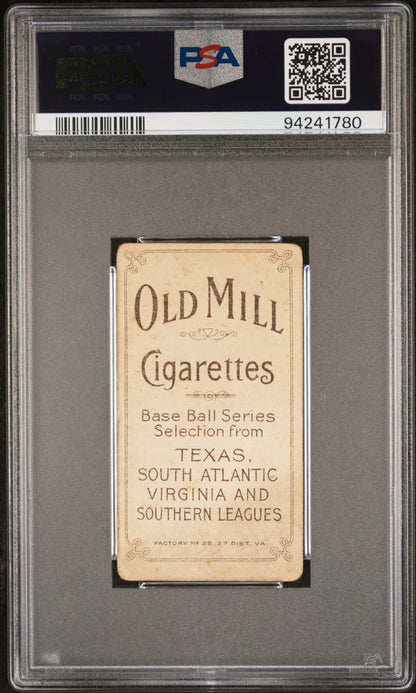 PSA
94241780
OLD MILL
Cigarettes
Base Ball Series
Selection from
TEXAS,
SOUTH ATLANTIC
VIRGINIA AND
SOUTHERN LEAGUES
FACTORY Nº 25, 2ᵈ DIST. VA.